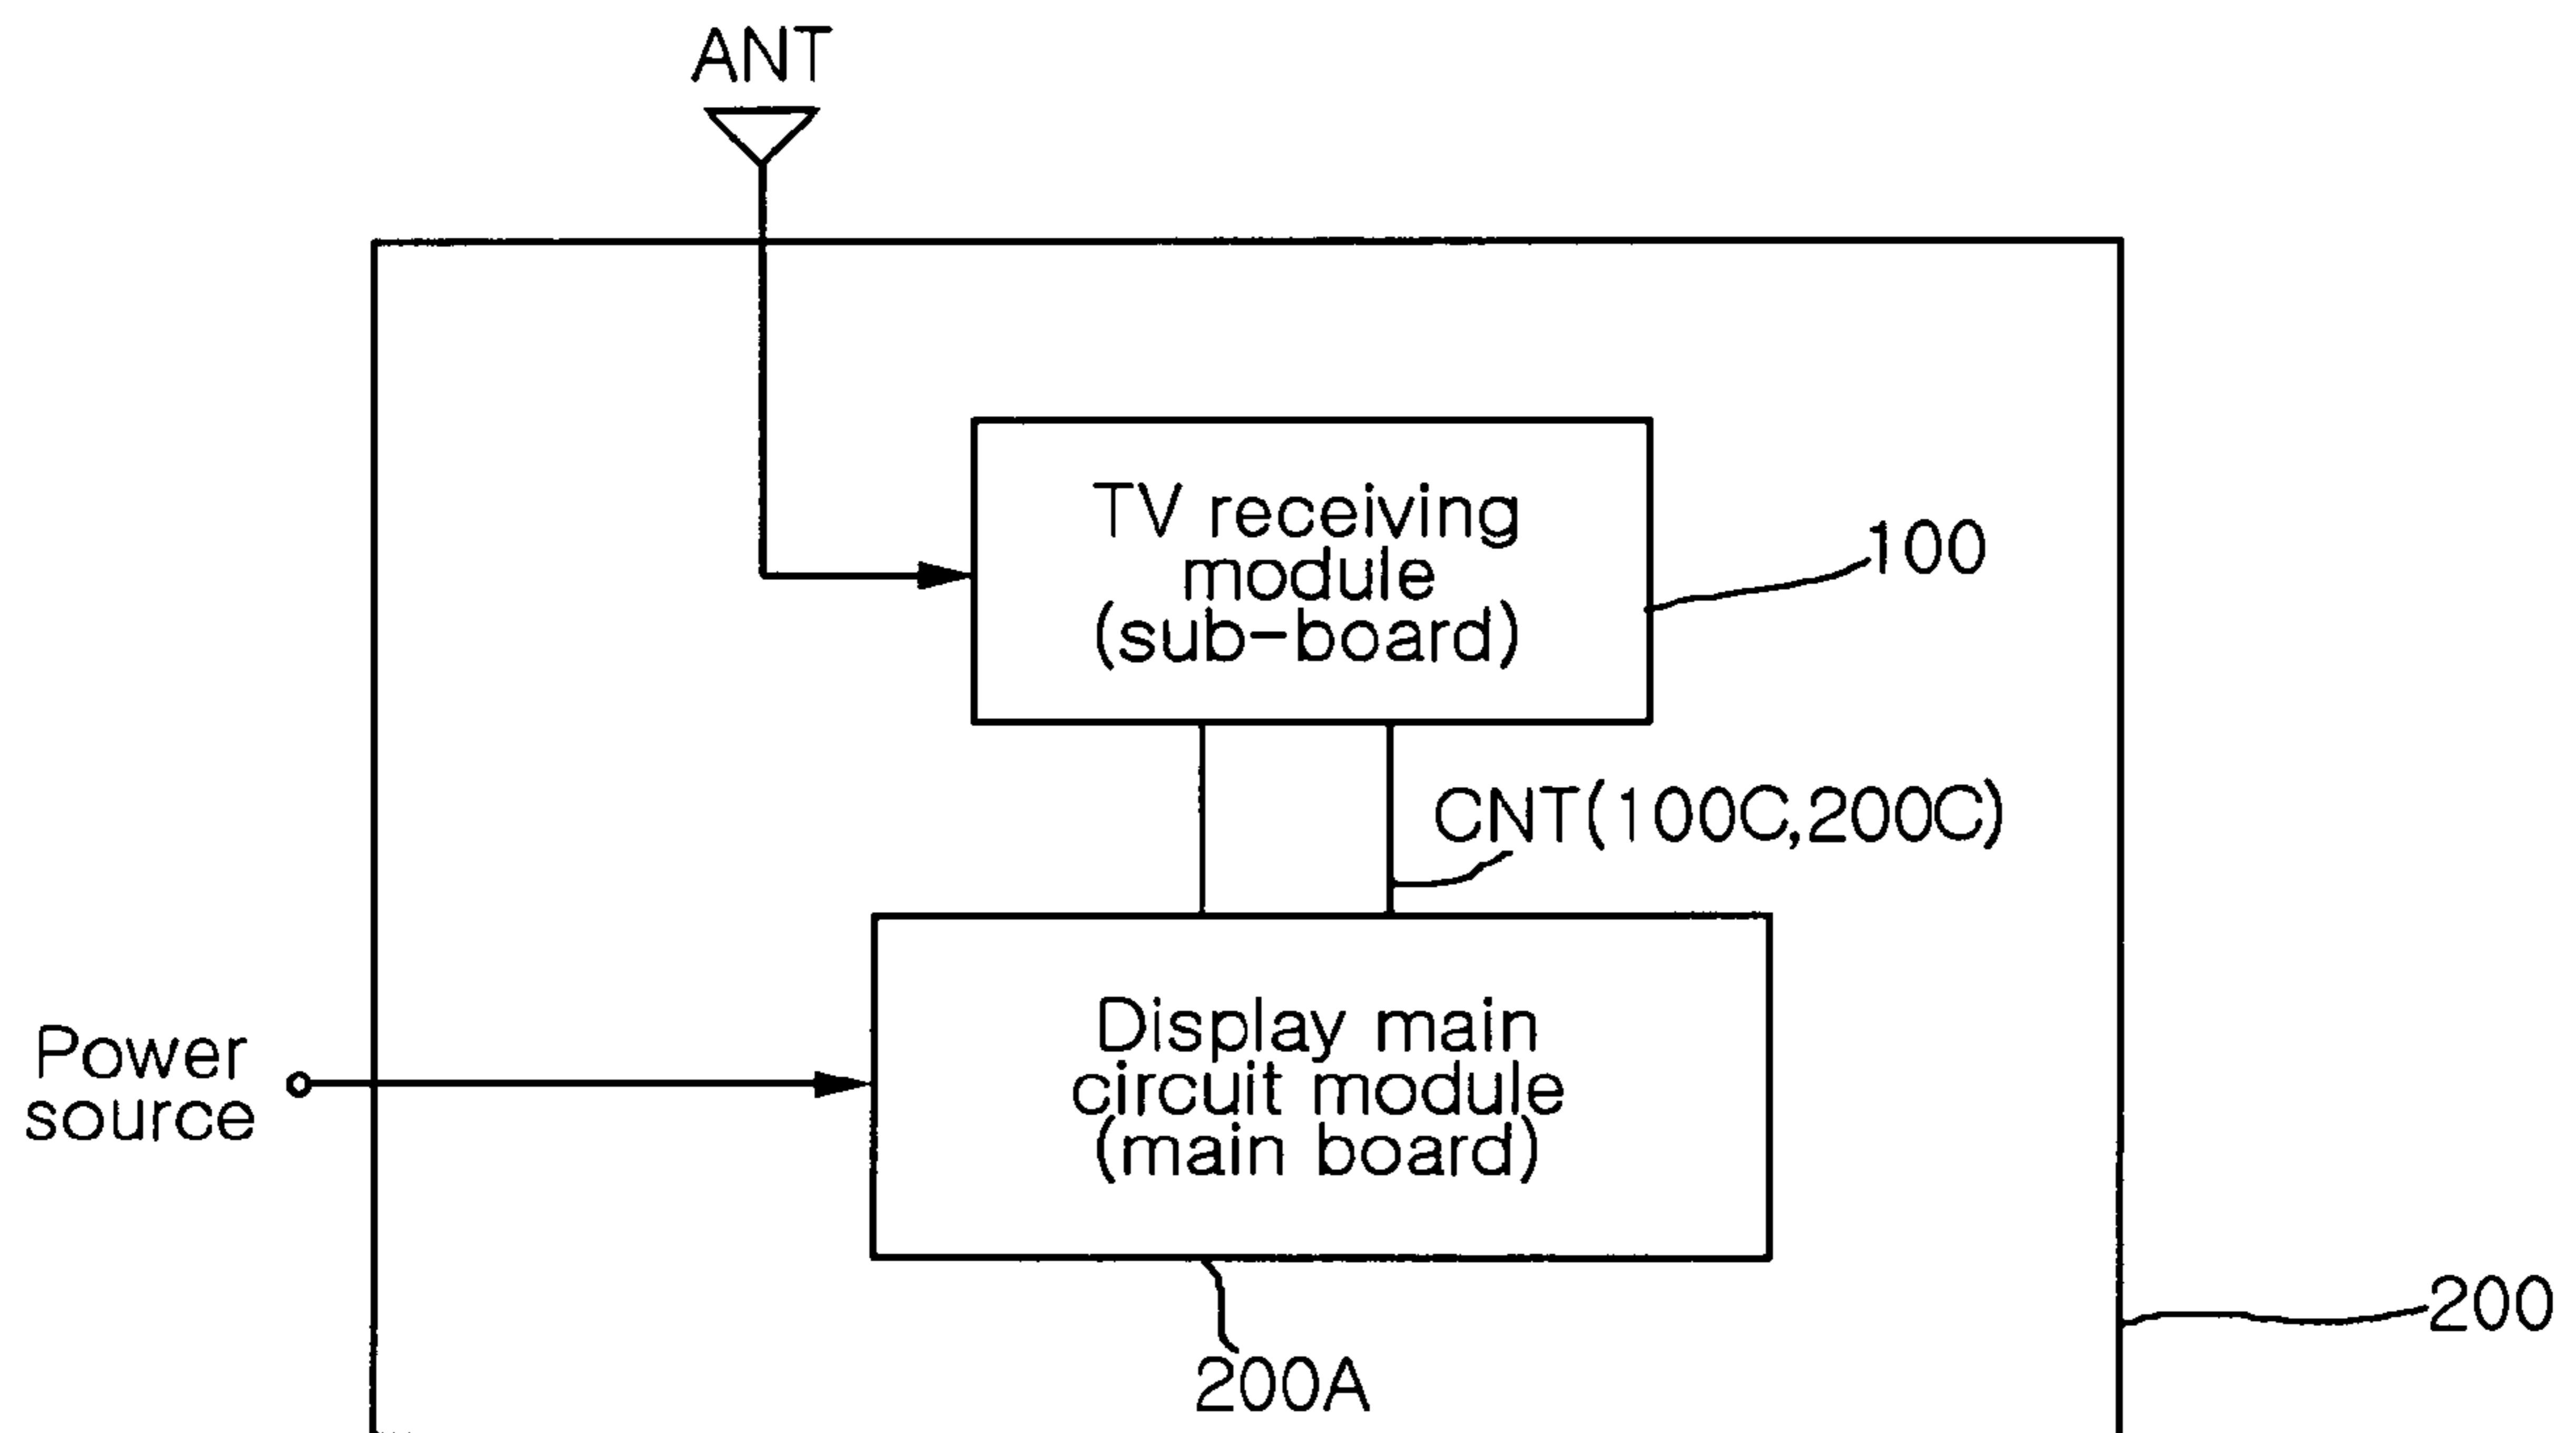 ANT
TV receiving
module
(sub-board)
100
CNT(100C,200C)
Power
source
Display main
circuit module
(main board)
200
200A